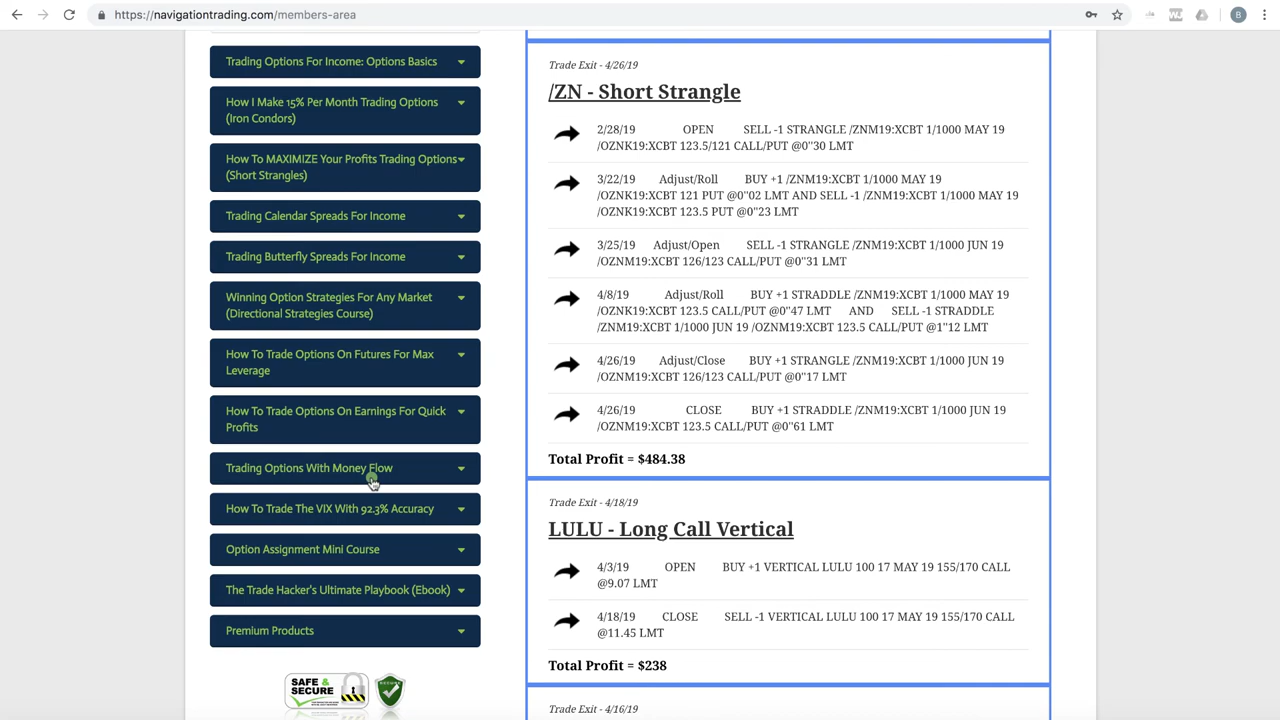 https://navigationtrading.com/members-area
B
Trading Options For Income: Options Basics
How I Make 15% Per Month Trading Options
(Iron Condors)
How To MAXIMIZE Your Profits Trading Options
(Short Strangles)
Trading Calendar Spreads For Income
Trading Butterfly Spreads For Income
Winning Option Strategies For Any Market
(Directional Strategies Course)
How To Trade Options On Futures For Max
Leverage
How To Trade Options On Earnings For Quick
Profits
Trading Options With Money Flow
How To Trade The VIX With 92.3% Accuracy
Option Assignment Mini Course
The Trade Hacker's Ultimate Playbook (Ebook)
Premium Products
SAFE &
SECURE
Trade Exit - 4/26/19
/ZN - Short Strangle
2/28/19 OPEN SELL -1 STRANGLE /ZNM19:XCBT 1/1000 MAY 19
/OZNK19:XCBT 123.5/121 CALL/PUT @0"30 LMT
3/22/19 Adjust/Roll BUY +1 /ZNM19:XCBT 1/1000 MAY 19
/OZNK19:XCBT 121 PUT @0"02 LMT AND SELL -1 /ZNM19:XCBT 1/1000 MAY 19
/OZNK19:XCBT 123.5 PUT @0"23 LMT
3/25/19 Adjust/Open SELL -1 STRANGLE /ZNM19:XCBT 1/1000 JUN 19
/OZNM19:XCBT 126/123 CALL/PUT @0"31 LMT
4/8/19 Adjust/Roll BUY +1 STRADDLE /ZNM19:XCBT 1/1000 MAY 19
/OZNK19:XCBT 123.5 CALL/PUT @0"47 LMT AND SELL -1 STRADDLE
/ZNM19:XCBT 1/1000 JUN 19 /OZNM19:XCBT 123.5 CALL/PUT @1"12 LMT
4/26/19 Adjust/Close BUY +1 STRANGLE /ZNM19:XCBT 1/1000 JUN 19
/OZNM19:XCBT 126/123 CALL/PUT @0"17 LMT
4/26/19 CLOSE BUY +1 STRADDLE /ZNM19:XCBT 1/1000 JUN 19
/OZNM19:XCBT 123.5 CALL/PUT @0"61 LMT
Total Profit = $484.38
Trade Exit - 4/18/19
LULU - Long Call Vertical
4/3/19 OPEN BUY +1 VERTICAL LULU 100 17 MAY 19 155/170 CALL
@9.07 LMT
4/18/19 CLOSE SELL -1 VERTICAL LULU 100 17 MAY 19 155/170 CALL
@11.45 LMT
Total Profit = $238
Trade Exit - 4/16/19